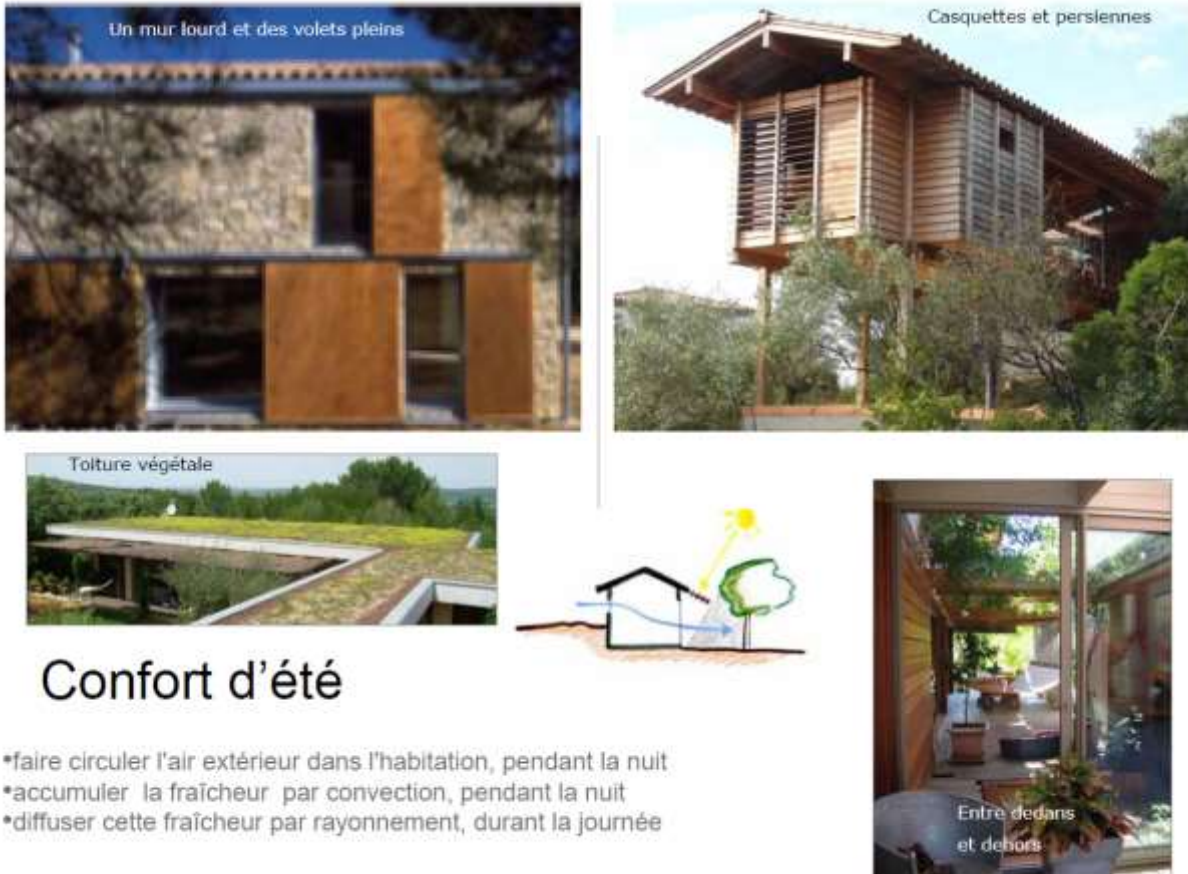 Un mur lourd et des volets pleins
Casquettes et persiennes
Toiture végétale
Confort d'été
•faire circuler l'air extérieur dans l'habitation, pendant la nuit
•accumuler la fraîcheur par convection, pendant la nuit
•diffuser cette fraîcheur par rayonnement, durant la journée
Entre dedans
et dehors